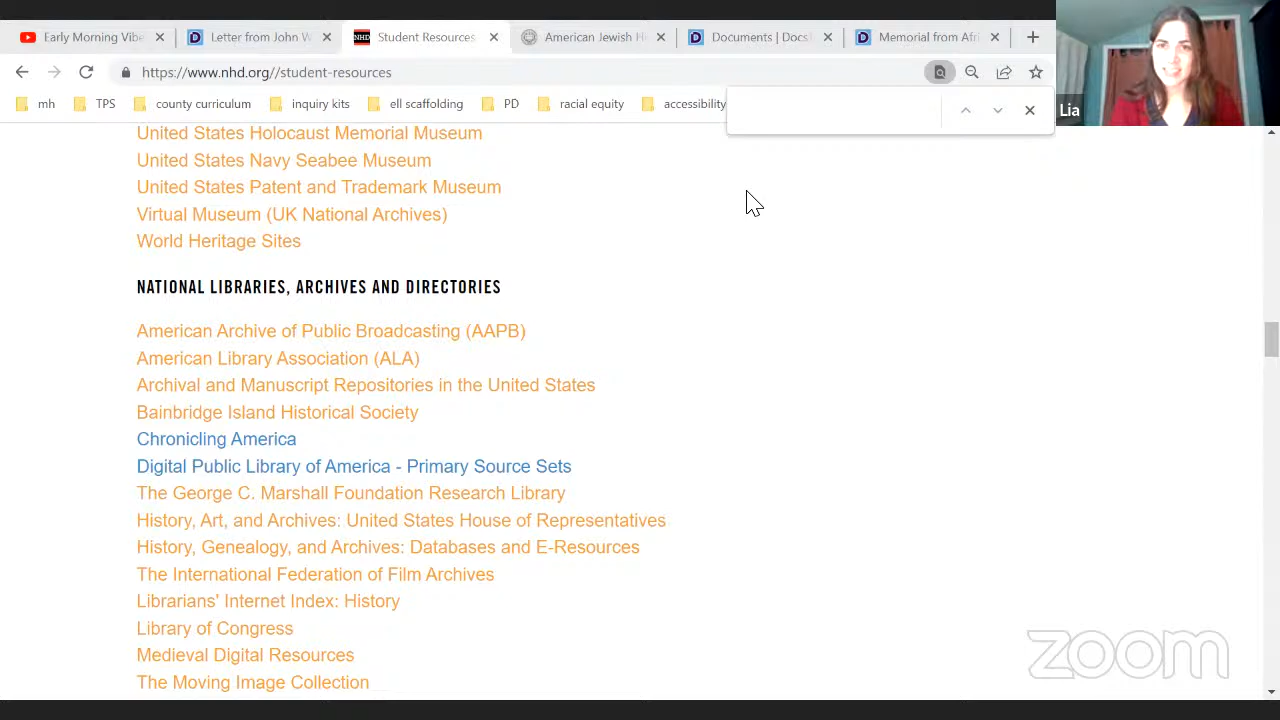 Early Morning Vibe
Letter from John W
NHD
Student Resources
American Jewish Hi
Documents | Docs
Memorial from Afri
https://www.nhd.org//student-resources
mh
TPS
county curriculum
inquiry kits
ell scaffolding
PD
racial equity
accessibility
Lia
United States Holocaust Memorial Museum
United States Navy Seabee Museum
United States Patent and Trademark Museum
Virtual Museum (UK National Archives)
World Heritage Sites
NATIONAL LIBRARIES, ARCHIVES AND DIRECTORIES
American Archive of Public Broadcasting (AAPB)
American Library Association (ALA)
Archival and Manuscript Repositories in the United States
Bainbridge Island Historical Society
Chronicling America
Digital Public Library of America - Primary Source Sets
The George C. Marshall Foundation Research Library
History, Art, and Archives: United States House of Representatives
History, Genealogy, and Archives: Databases and E-Resources
The International Federation of Film Archives
Librarians' Internet Index: History
Library of Congress
Medieval Digital Resources
The Moving Image Collection
zoom